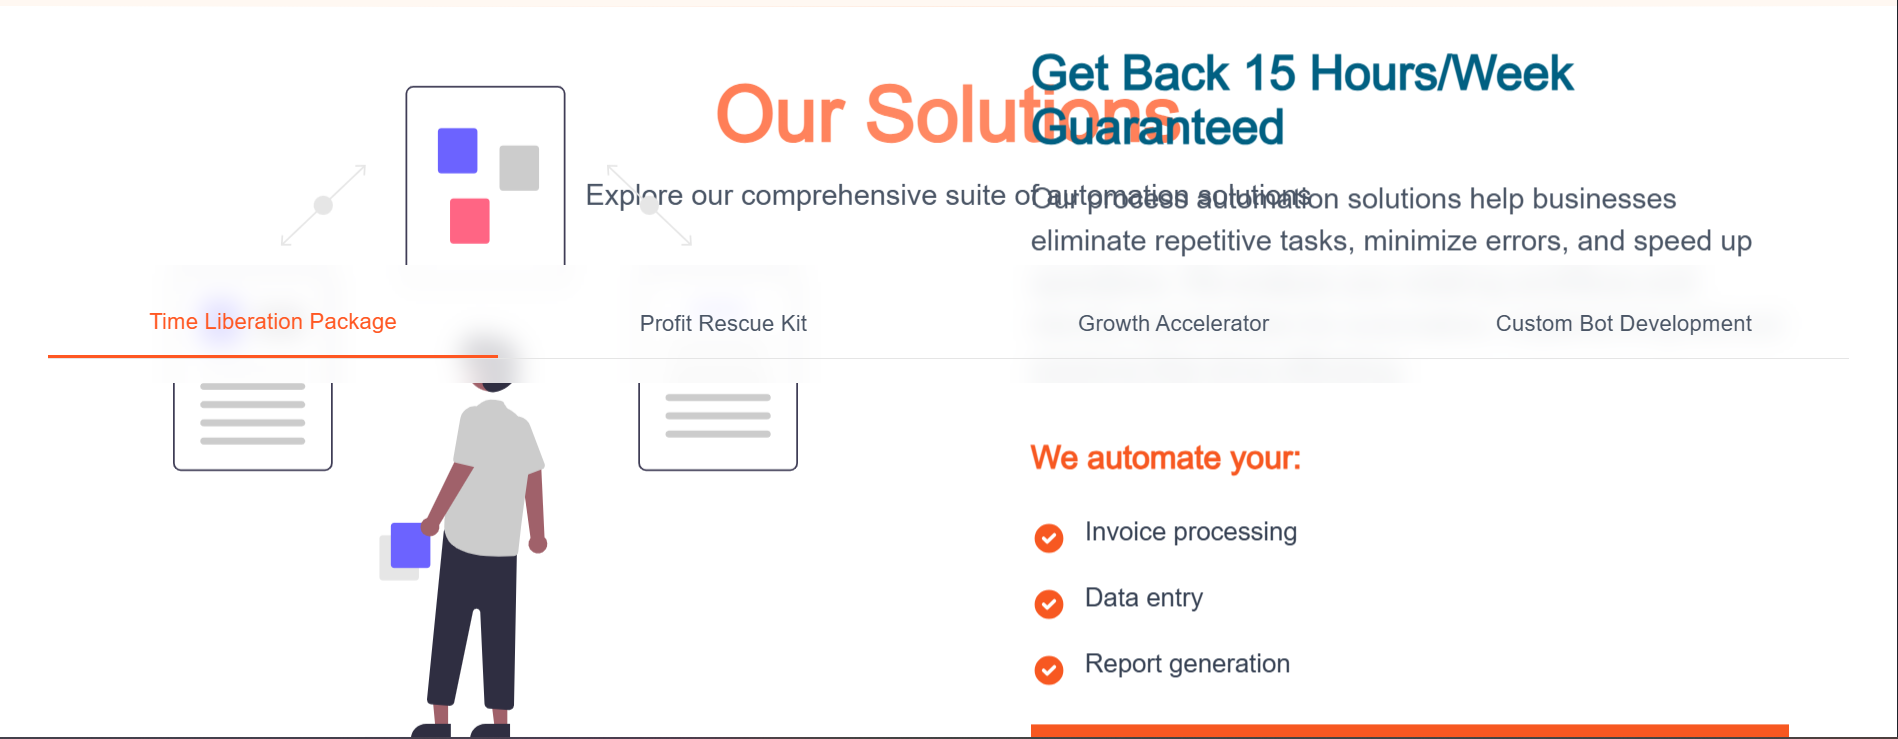 Our Solutions
Explore our comprehensive suite of automation solutions
Get Back 15 Hours/Week
Guaranteed
Our process automation solutions help businesses
eliminate repetitive tasks, minimize errors, and speed up
Time Liberation Package
Profit Rescue Kit
Growth Accelerator
Custom Bot Development
We automate your:
Invoice processing
Data entry
Report generation